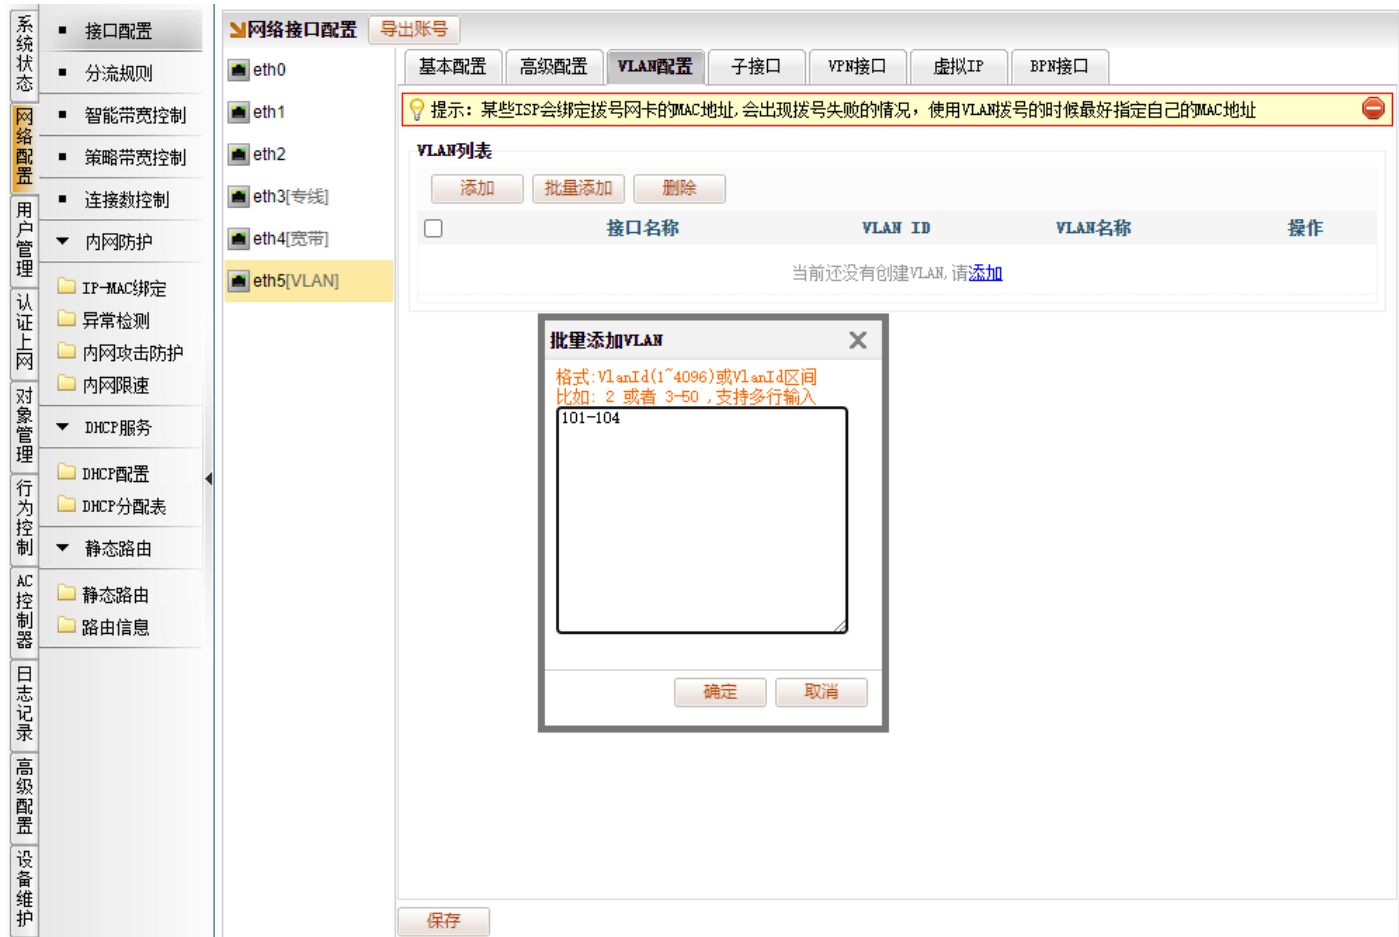 系统状态
网络配置
用户管理
认证上网
对象管理
行为控制
AC控制器
日志记录
高级配置
设备维护
接口配置
分流规则
智能带宽控制
策略带宽控制
连接数控制
内网防护
IP-MAC绑定
异常检测
内网攻击防护
内网限速
DHCP服务
DHCP配置
DHCP分配表
静态路由
静态路由
路由信息
网络接口配置 导出账号
eth0
eth1
eth2
eth3[专线]
eth4[宽带]
eth5[VLAN]
基本配置 高级配置 VLAN配置 子接口 VPN接口 虚拟IP BPN接口
提示：某些ISP会绑定拨号网卡的MAC地址,会出现拨号失败的情况，使用VLAN拨号的时候最好指定自己的MAC地址
VLAN列表
添加 批量添加 删除
接口名称 VLAN ID VLAN名称 操作
当前还没有创建VLAN,请添加
批量添加VLAN
格式:VlanId(1~4096)或VlanId区间
比如: 2 或者 3-50 ,支持多行输入
101-104
确定 取消
保存